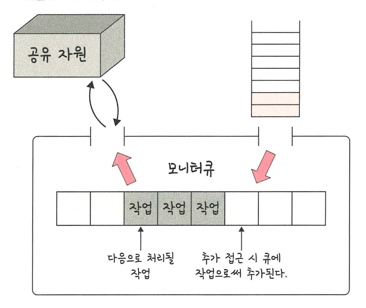 공유 자원
모니터큐
작업 작업 작업
다음으로 처리될
작업
추가 접근 시 큐에
작업으로써 추가된다.